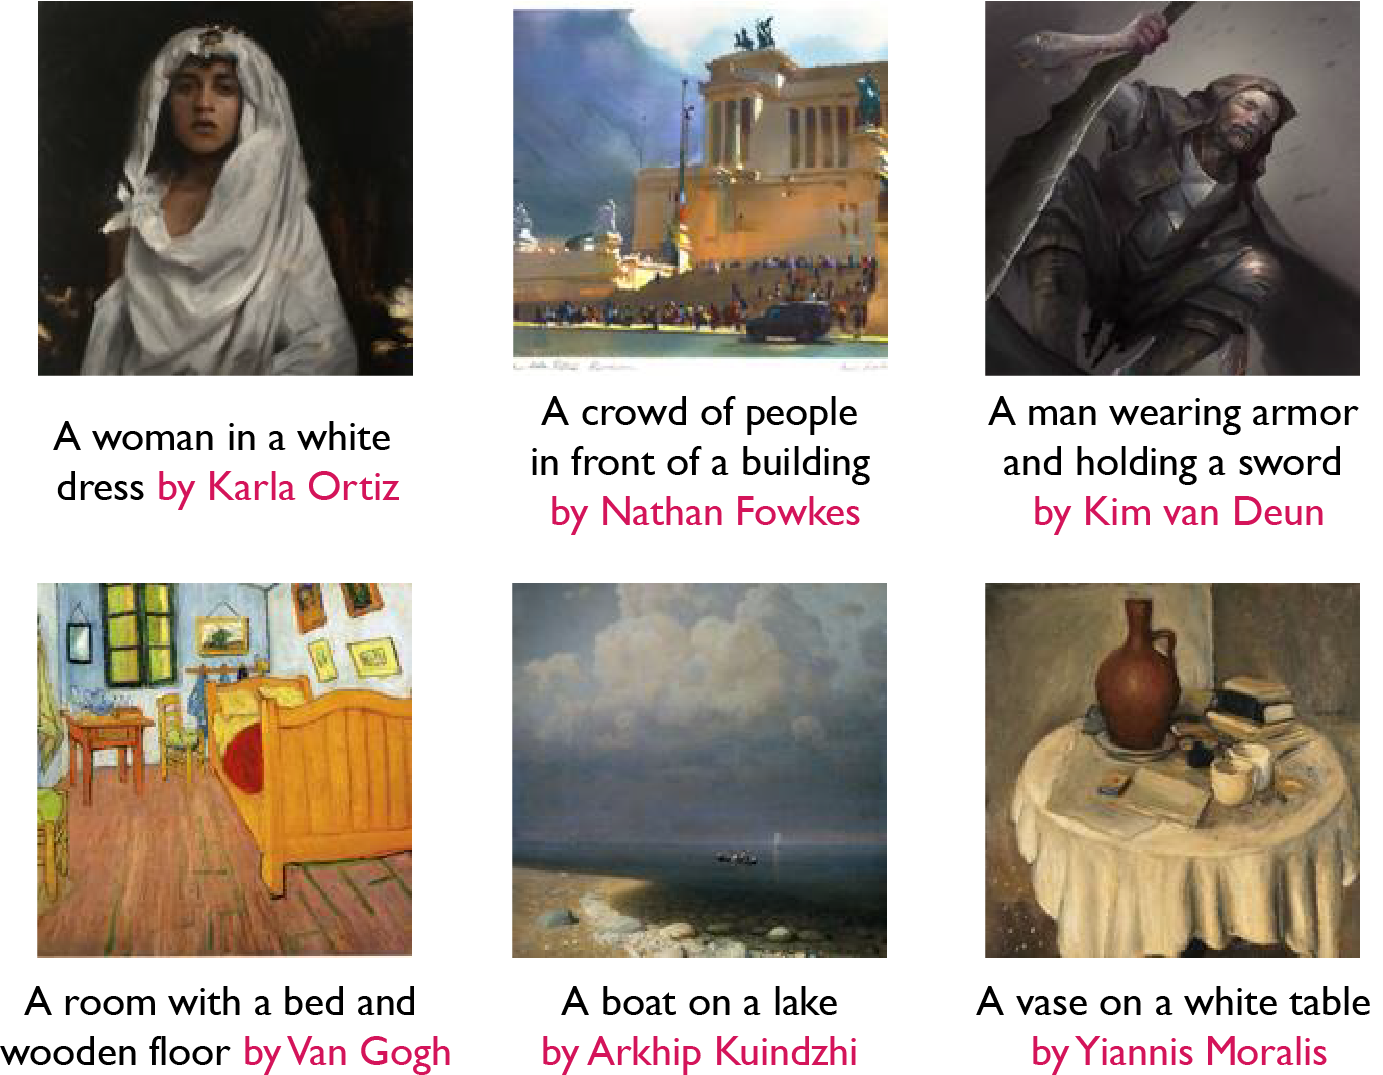 A woman in a white
dress by Karla Ortiz
A crowd of people
in front of a building
by Nathan Fowkes
A man wearing armor
and holding a sword
by Kim van Deun
A room with a bed and
wooden floor by Van Gogh
A boat on a lake
by Arkhip Kuindzhi
A vase on a white table
by Yiannis Moralis